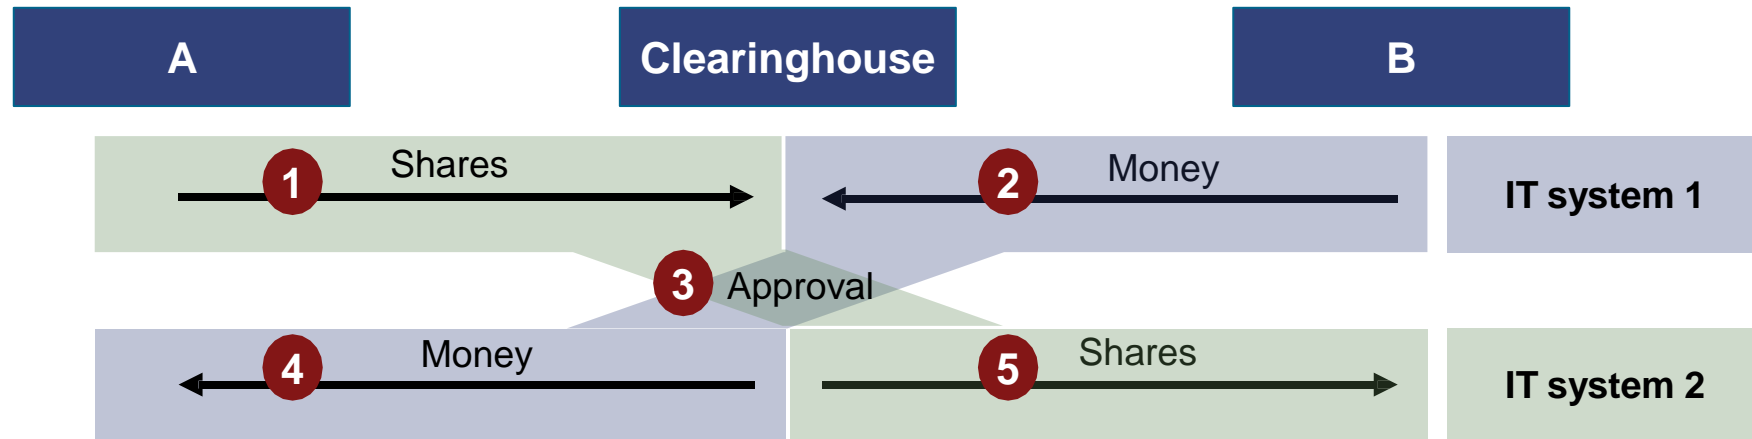 A
Clearinghouse
B
1
Shares
2
Money
IT system 1
3
Approval
4
Money
5
Shares
IT system 2